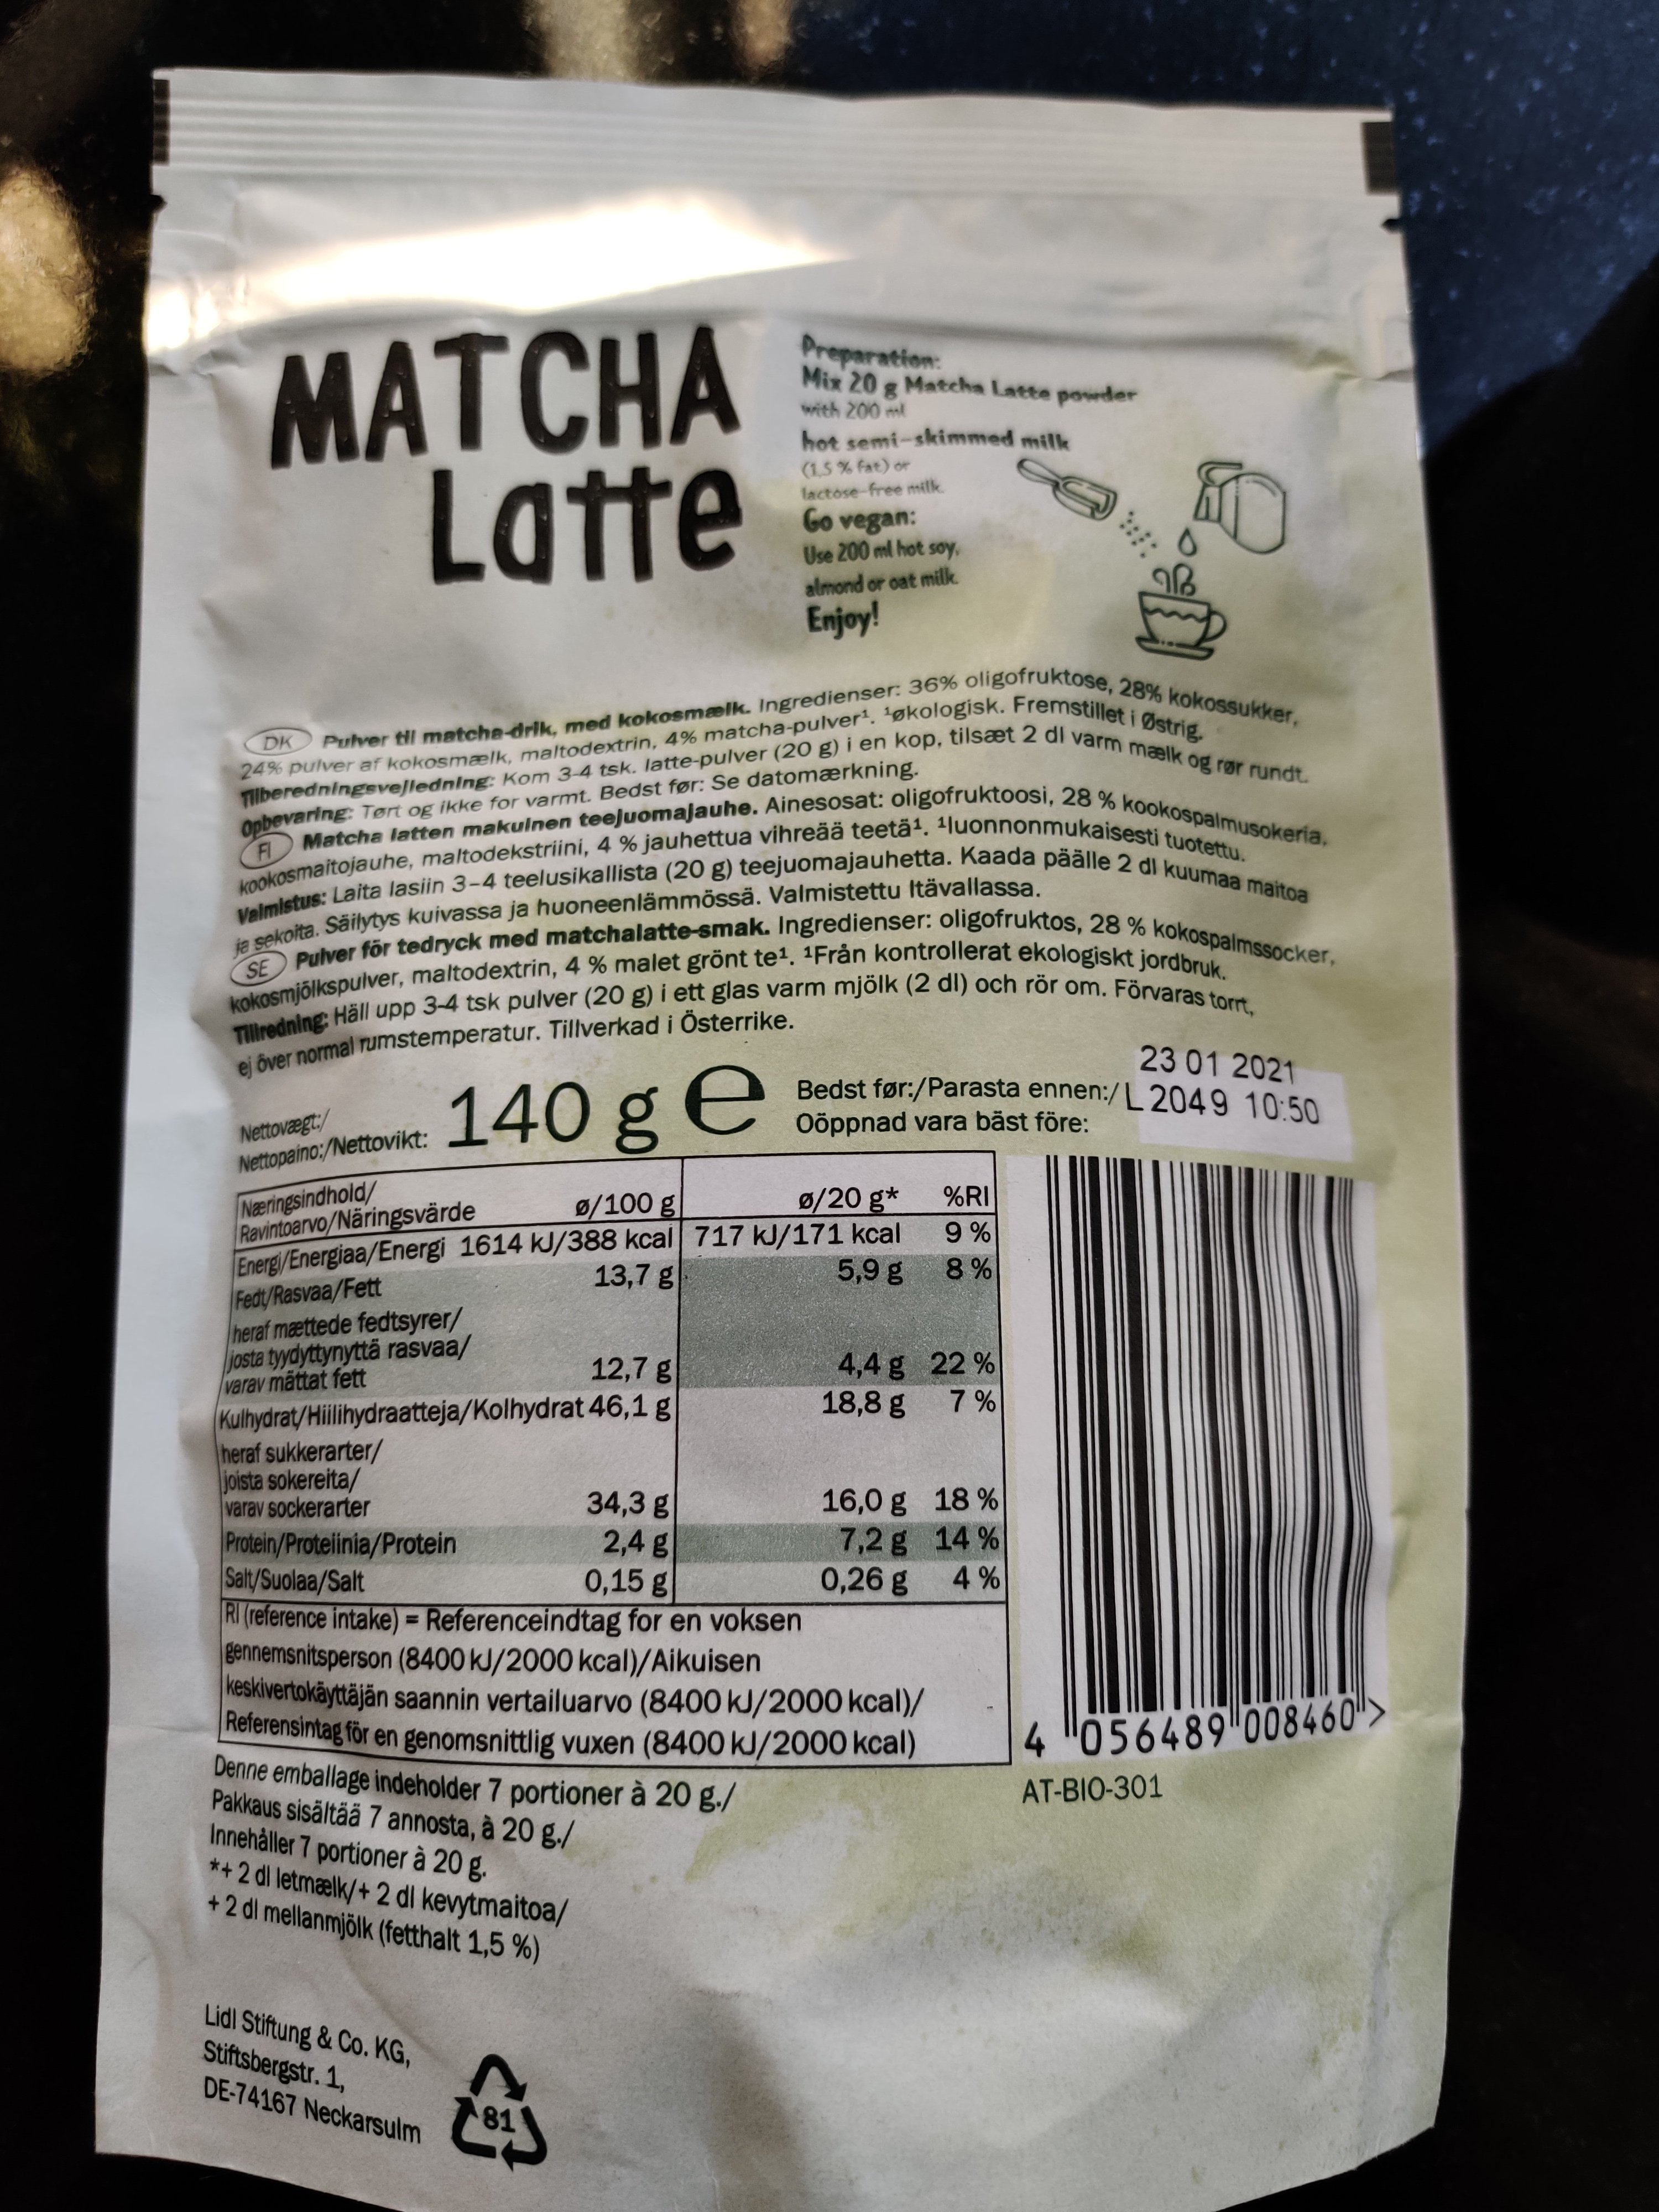 MATCHA
Latte
Preparation:
Mix 20 g Matcha Latte powder
with 200 ml
hot semi-skimmed milk
(1,5 % fat) or
lactose-free milk.
Go vegan:
Use 200 ml hot soy,
almond or oat milk.
Enjoy!
DK Pulver til matcha-drik, med kokosmælk. Ingredienser: 36% oligofruktose, 28% kokossukker,
24% pulver af kokosmælk, maltodextrin, 4% matcha-pulver¹. ¹økologisk. Fremstillet i Østrig.
Tilberedningsvejledning: Kom 3-4 tsk. latte-pulver (20 g) i en kop, tilsæt 2 dl varm mælk og rør rundt.
Opbevaring: Tørt og ikke for varmt. Bedst før: Se datomærkning.
FI Matcha latten makuinen teejuomajauhe. Ainesosat: oligofruktoosi, 28 % kookospalmusokeria,
kookosmaitojauhe, maltodekstriini, 4 % jauhettua vihreää teetä¹. ¹luonnonmukaisesti tuotettu.
Valmistus: Laita lasiin 3-4 teelusikallista (20 g) teejuomajauhetta. Kaada päälle 2 dl kuumaa maitoa
ja sekoita. Säilytys kuivassa ja huoneenlämmössä. Valmistettu Itävallassa.
SE Pulver för tedryck med matchalatte-smak. Ingredienser: oligofruktos, 28 % kokospalmssocker,
kokosmjölkspulver, maltodextrin, 4 % malet grönt te¹. ¹Från kontrollerat ekologiskt jordbruk.
Tillredning: Häll upp 3-4 tsk pulver (20 g) i ett glas varm mjölk (2 dl) och rör om. Förvaras torrt,
ej över normal rumstemperatur. Tillverkad i Österrike.
Nettovægt:/
Nettopaino:/Nettovikt: 140 g e
Bedst før:/Parasta ennen:/
Oöppnad vara bäst före:
23 01 2021
L 2049 10:50
Næringsindhold/
Ravintoarvo/Näringsvärde ø/100 g ø/20 g* %RI
Energi/Energiaa/Energi 1614 kJ/388 kcal 717 kJ/171 kcal 9 %
Fedt/Rasvaa/Fett 13,7 g 5,9 g 8 %
heraf mættede fedtsyrer/
josta tyydyttynyttä rasvaa/
varav mättat fett 12,7 g 4,4 g 22 %
Kulhydrat/Hiilihydraatteja/Kolhydrat 46,1 g 18,8 g 7 %
heraf sukkerarter/
joista sokereita/
varav sockerarter 34,3 g 16,0 g 18 %
Protein/Proteiinia/Protein 2,4 g 7,2 g 14 %
Salt/Suolaa/Salt 0,15 g 0,26 g 4 %
RI (reference intake) = Referenceindtag for en voksen
gennemsnitsperson (8400 kJ/2000 kcal)/Aikuisen
keskivertokäyttäjän saannin vertailuarvo (8400 kJ/2000 kcal)/
Referensintag för en genomsnittlig vuxen (8400 kJ/2000 kcal)
4 056489 008460 >
AT-BIO-301
Denne emballage indeholder 7 portioner à 20 g./
Pakkaus sisältää 7 annosta, à 20 g./
Innehåller 7 portioner à 20 g.
*+ 2 dl letmælk/+ 2 dl kevytmaitoa/
+ 2 dl mellanmjölk (fetthalt 1,5 %)
Lidl Stiftung & Co. KG,
Stiftsbergstr. 1,
DE-74167 Neckarsulm
81